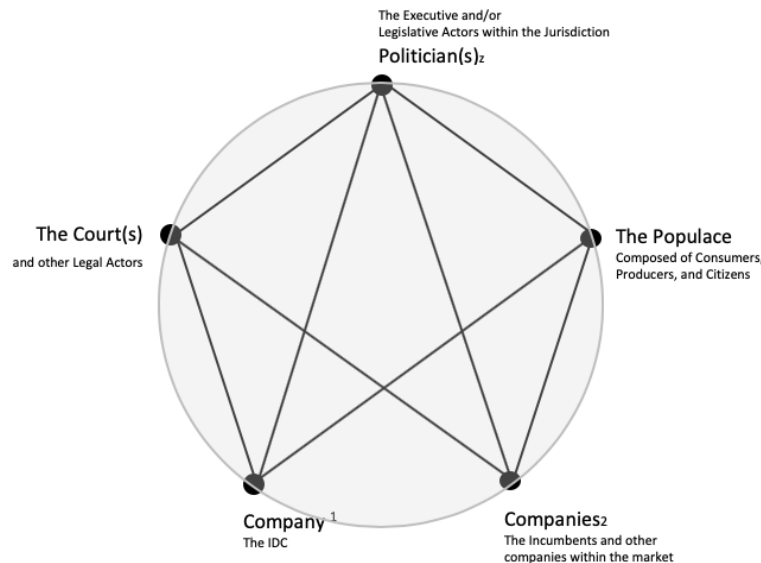 The Executive and/or
Legislative Actors within the Jurisdiction
Politician(s)z
The Court(s)
and other Legal Actors
The Populace
Composed of Consumers,
Producers, and Citizens
Company 1
The IDC
Companies2
The Incumbents and other
companies within the market